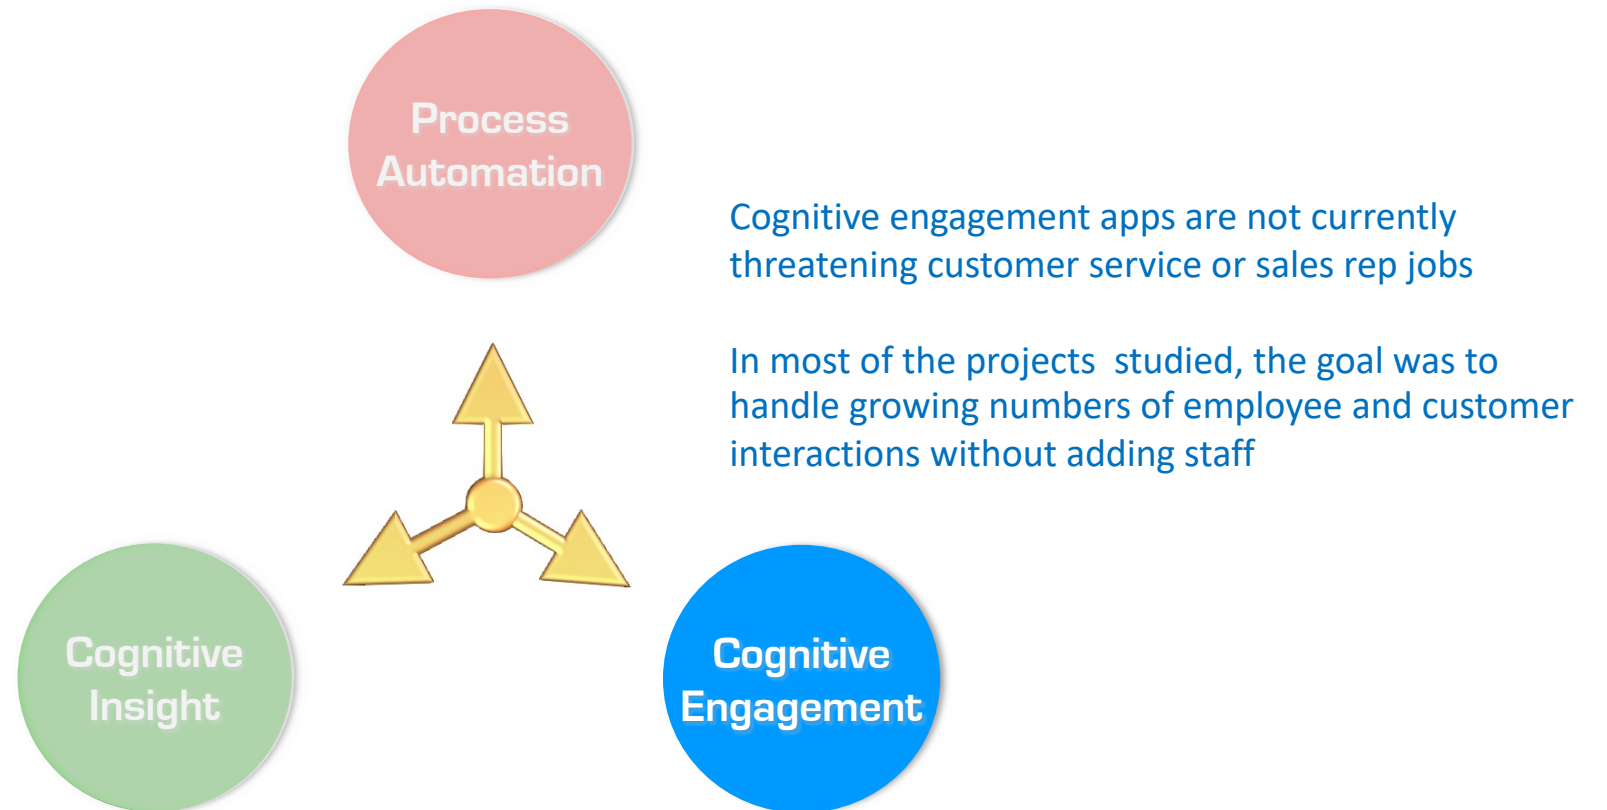 Process
Automation
Cognitive engagement apps are not currently
threatening customer service or sales rep jobs
In most of the projects  studied, the goal was to
handle growing numbers of employee and customer
interactions without adding staff
Cognitive
Insight
Cognitive
Engagement